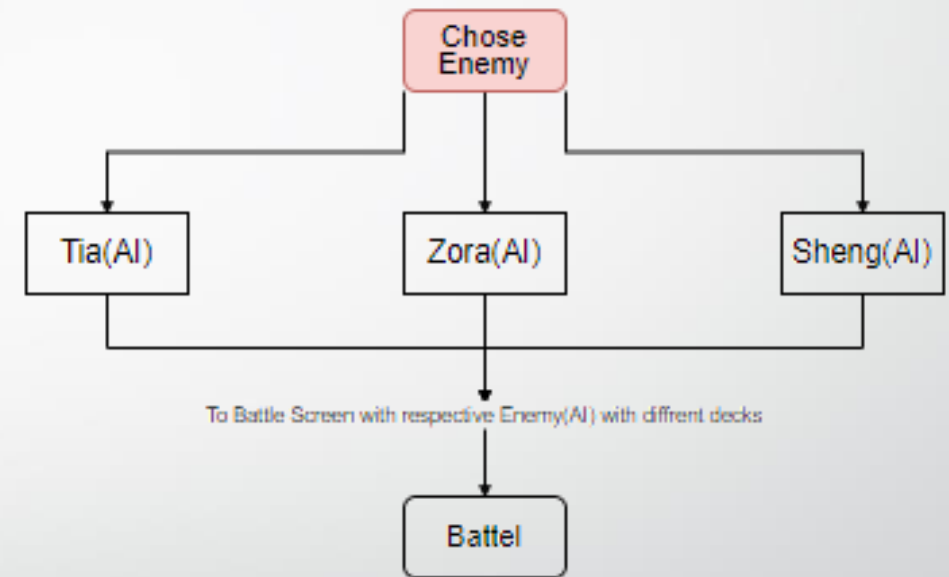 Chose
Enemy
Tia(AI)
Zora(AI)
Sheng(AI)
To Battle Screen with respective Enemy(AI) with diffrent decks
Battel